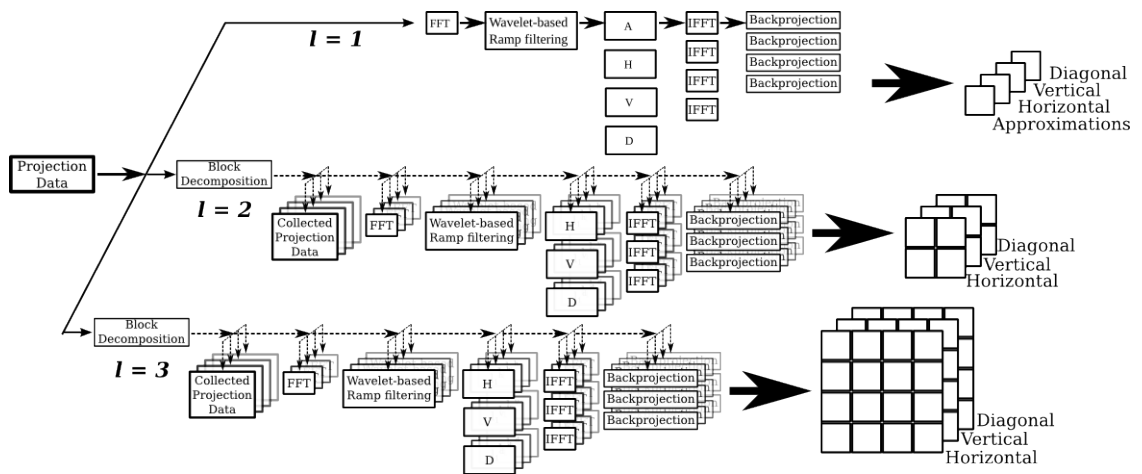 l = 1
FFT
Wavelet-based
Ramp filtering
A
H
V
D
IFFT
IFFT
IFFT
IFFT
Backprojection
Backprojection
Backprojection
Backprojection
Diagonal
Vertical
Horizontal
Approximations
Projection
Data
Block
Decomposition
l = 2
Collected
Projection
Data
FFT
Wavelet-based
Ramp filtering
H
V
D
IFFT
IFFT
IFFT
Backprojection
Backprojection
Backprojection
Diagonal
Vertical
Horizontal
Block
Decomposition
l = 3
Collected
Projection
Data
FFT
Wavelet-based
Ramp filtering
H
V
D
IFFT
IFFT
IFFT
Backprojection
Backprojection
Backprojection
Diagonal
Vertical
Horizontal